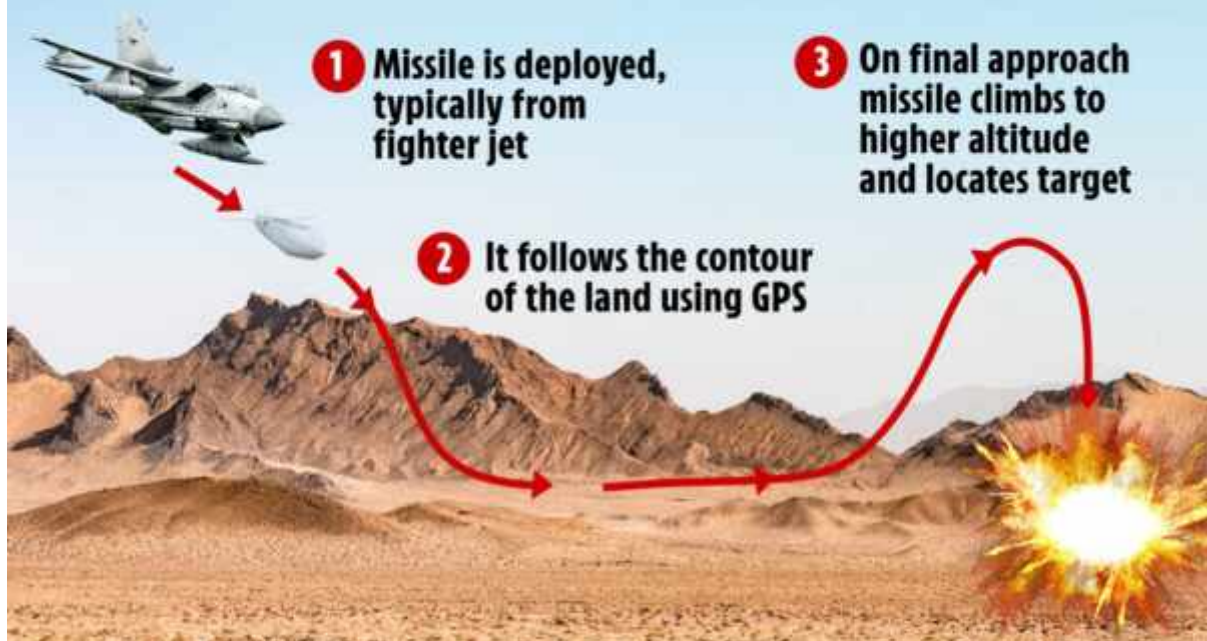 1 Missile is deployed,
typically from
fighter jet
2 It follows the contour
of the land using GPS
3 On final approach
missile climbs to
higher altitude
and locates target